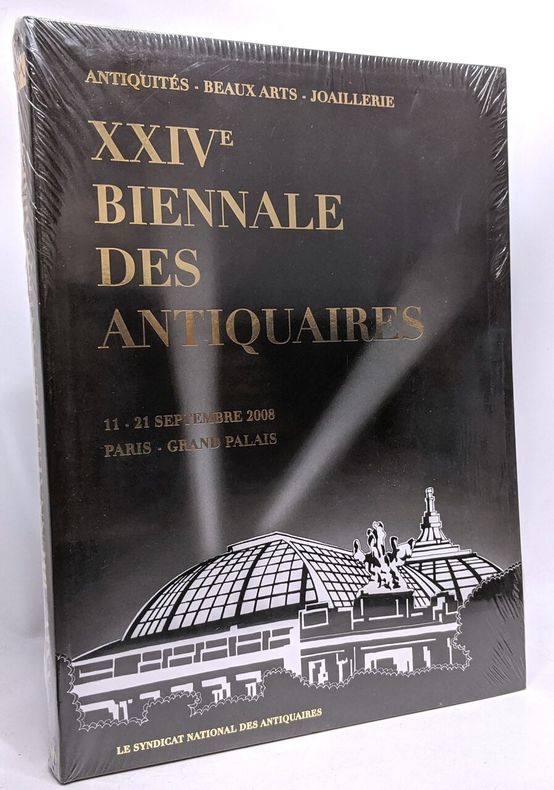 ANTIQUITÉS - BEAUX ARTS - JOAILLERIE
XXIVE
BIENNALE
DES
ANTIQUAIRES
11 - 21 SEPTEMBRE 2008
PARIS - GRAND PALAIS
LE SYNDICAT NATIONAL DES ANTIQUAIRES